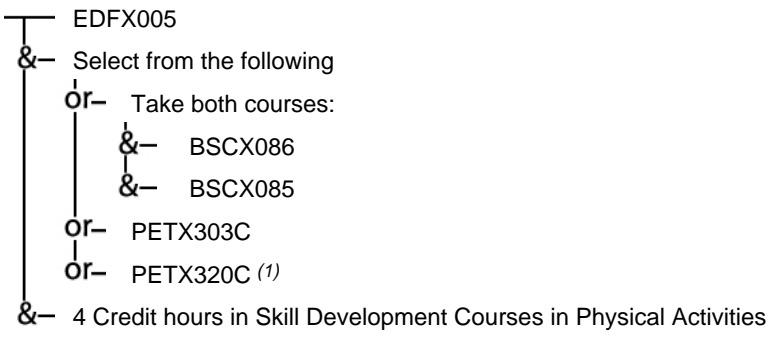 EDFX005
& Select from the following
or Take both courses:
& BSCX086
& BSCX085
or PETX303C
or PETX320C (1)
& 4 Credit hours in Skill Development Courses in Physical Activities